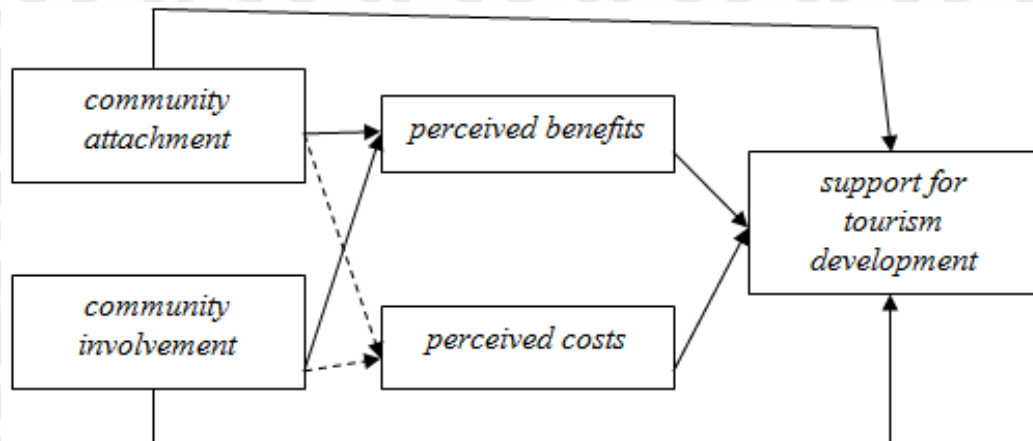 community
attachment
perceived benefits
support for
tourism
development
community
involvement
perceived costs